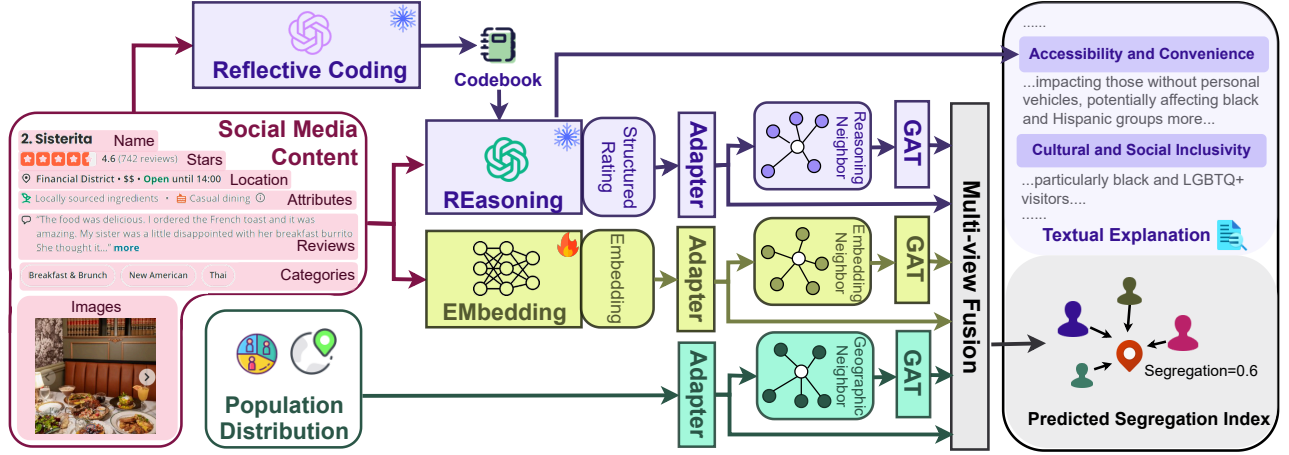 Reflective Coding
Codebook
Social Media
Content
2. Sisterita
Name
4.6 (742 reviews)
Stars
Financial District • $$ • Open until 14:00
Location
Locally sourced ingredients • Casual dining
Attributes
"The food was delicious. I ordered the French toast and it was
amazing. My sister was a little disappointed with her breakfast burrito
She thought it..." more
Reviews
Breakfast & Brunch
New American
Thai
Categories
Images
Population
Distribution
REasoning
Structured
Rating
Adapter
Reasoning
Neighbor
GAT
EMbedding
Embedding
Adapter
Embedding
Neighbor
GAT
Adapter
Geographic
Neighbor
GAT
Multi-view Fusion
......
Accessibility and Convenience
...impacting those without personal
vehicles, potentially affecting black
and Hispanic groups more...
Cultural and Social Inclusivity
...particularly black and LGBTQ+
visitors....
......
Textual Explanation
Segregation=0.6
Predicted Segregation Index